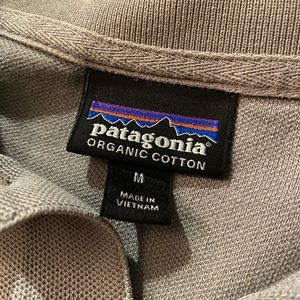 patagonia®
ORGANIC COTTON
M
MADE IN
VIETNAM